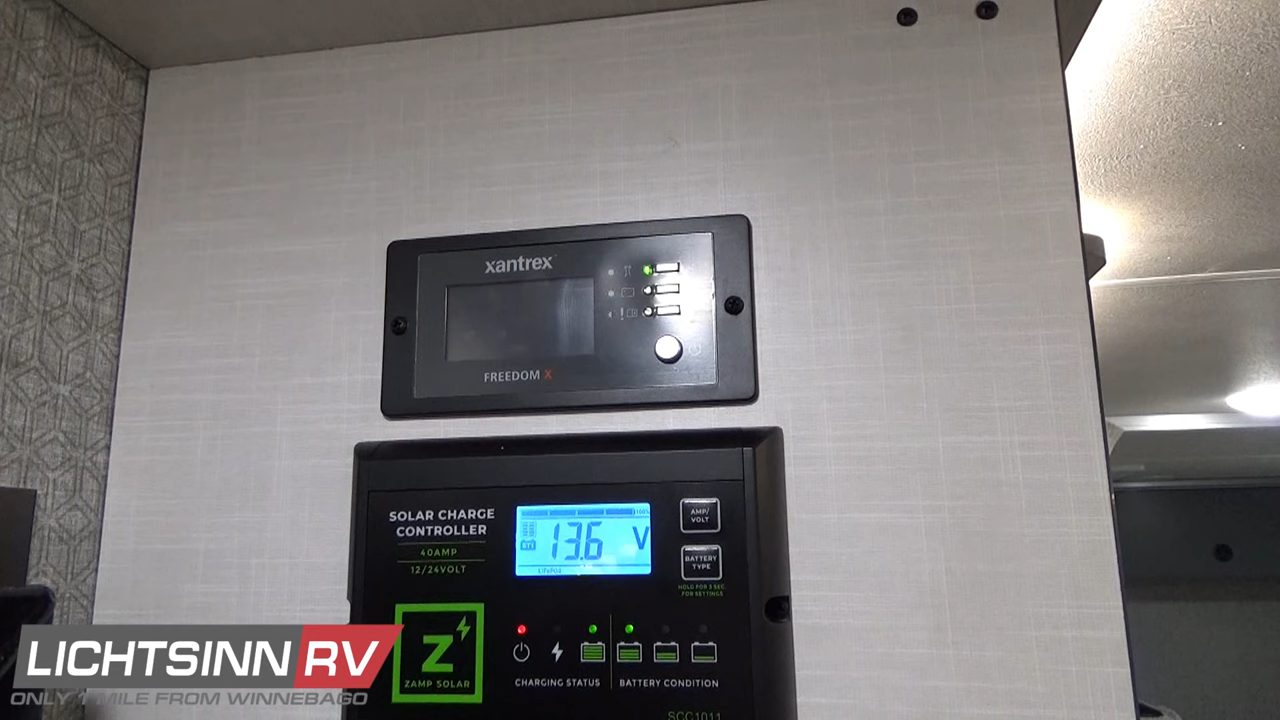 xantrex
FREEDOM X
SOLAR CHARGE
CONTROLLER
40AMP
12/24VOLT
100%
13.6 V
LiFePO4
AMP/
VOLT
BATTERY
TYPE
HOLD FOR 3 SEC.
FOR SETTINGS
Z
ZAMP SOLAR
CHARGING STATUS
BATTERY CONDITION
SCC1011
LICHTSINN RV
ONLY 1 MILE FROM WINNEBAGO